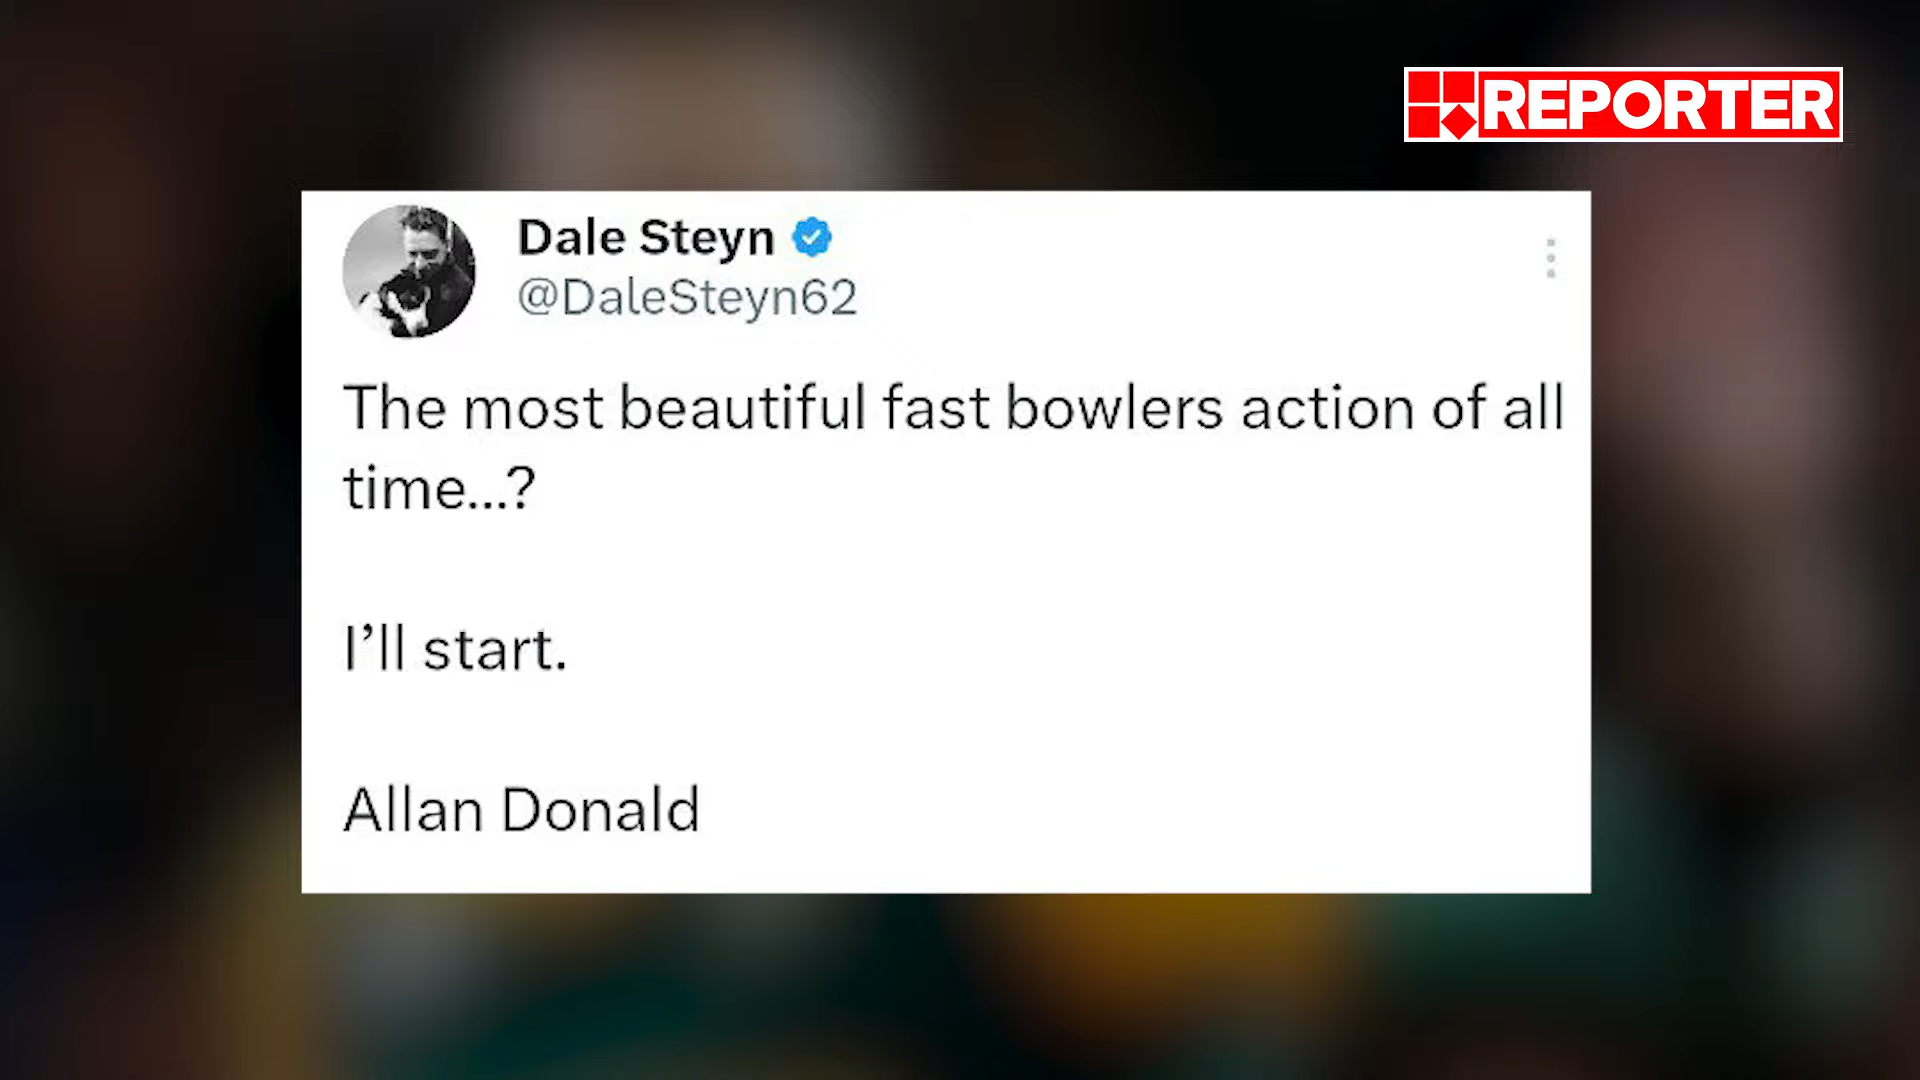 REPORTER
Dale Steyn
@DaleSteyn62
The most beautiful fast bowlers action of all
time...?
I’ll start.
Allan Donald